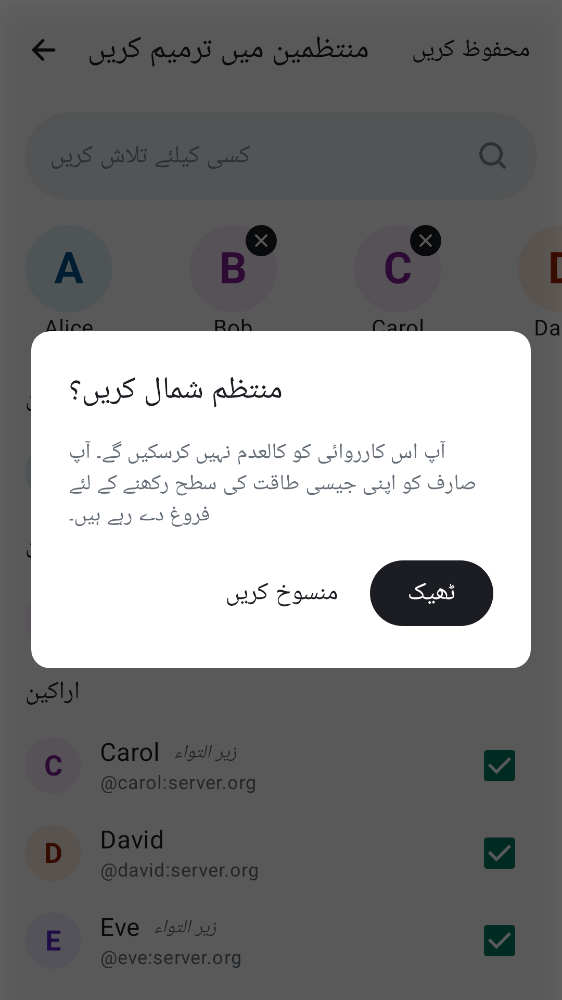 منتظمین میں ترمیم کریں
محفوظ کریں
کسی کیلئے تلاش کریں
A
B
C
Alice
Bob
Carol
Da
منتظم شمال کریں؟
آپ اس کارروائی کو کالعدم نہیں کرسکیں گے۔ آپ
صارف کو اپنی جیسی طاقت کی سطح رکھنے کے لئے
فروغ دے رہے ہیں۔
منسوخ کریں
ٹھیک
اراکین
C
Carol زیر التواء
@carol:server.org
D
David
@david:server.org
E
Eve زیر التواء
@eve:server.org